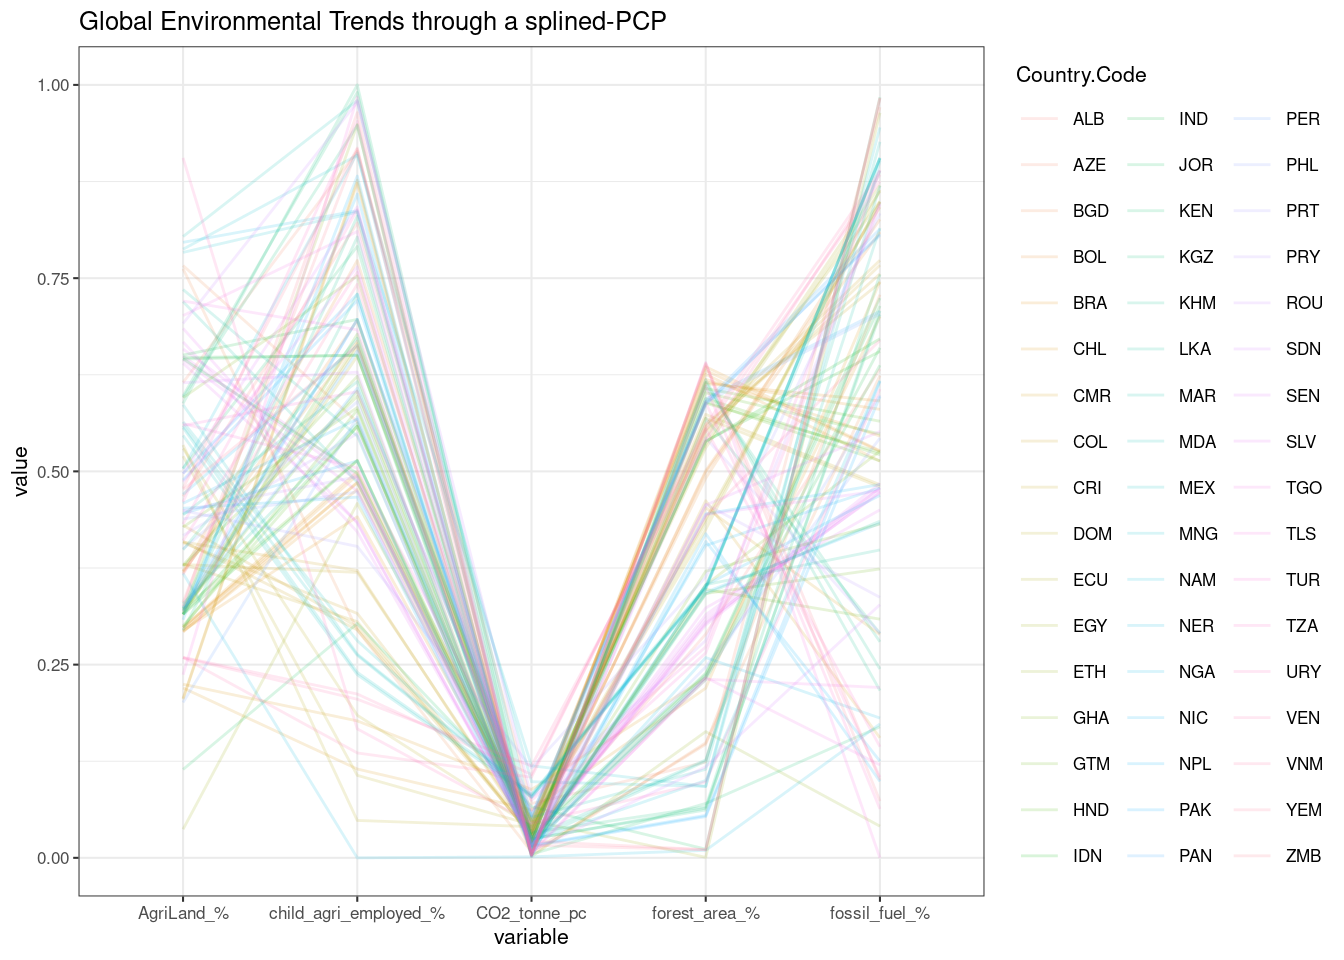 Global Environmental Trends through a splined-PCP
1.00
0.75
0.50
0.25
0.00
value
AgriLand_%
child_agri_employed_%
CO2_tonne_pc
forest_area_%
fossil_fuel_%
variable
Country.Code
ALB
AZE
BGD
BOL
BRA
CHL
CMR
COL
CRI
DOM
ECU
EGY
ETH
GHA
GTM
HND
IDN
IND
JOR
KEN
KGZ
KHM
LKA
MAR
MDA
MEX
MNG
NAM
NER
NGA
NIC
NPL
PAK
PAN
PER
PHL
PRT
PRY
ROU
SDN
SEN
SLV
TGO
TLS
TUR
TZA
URY
VEN
VNM
YEM
ZMB